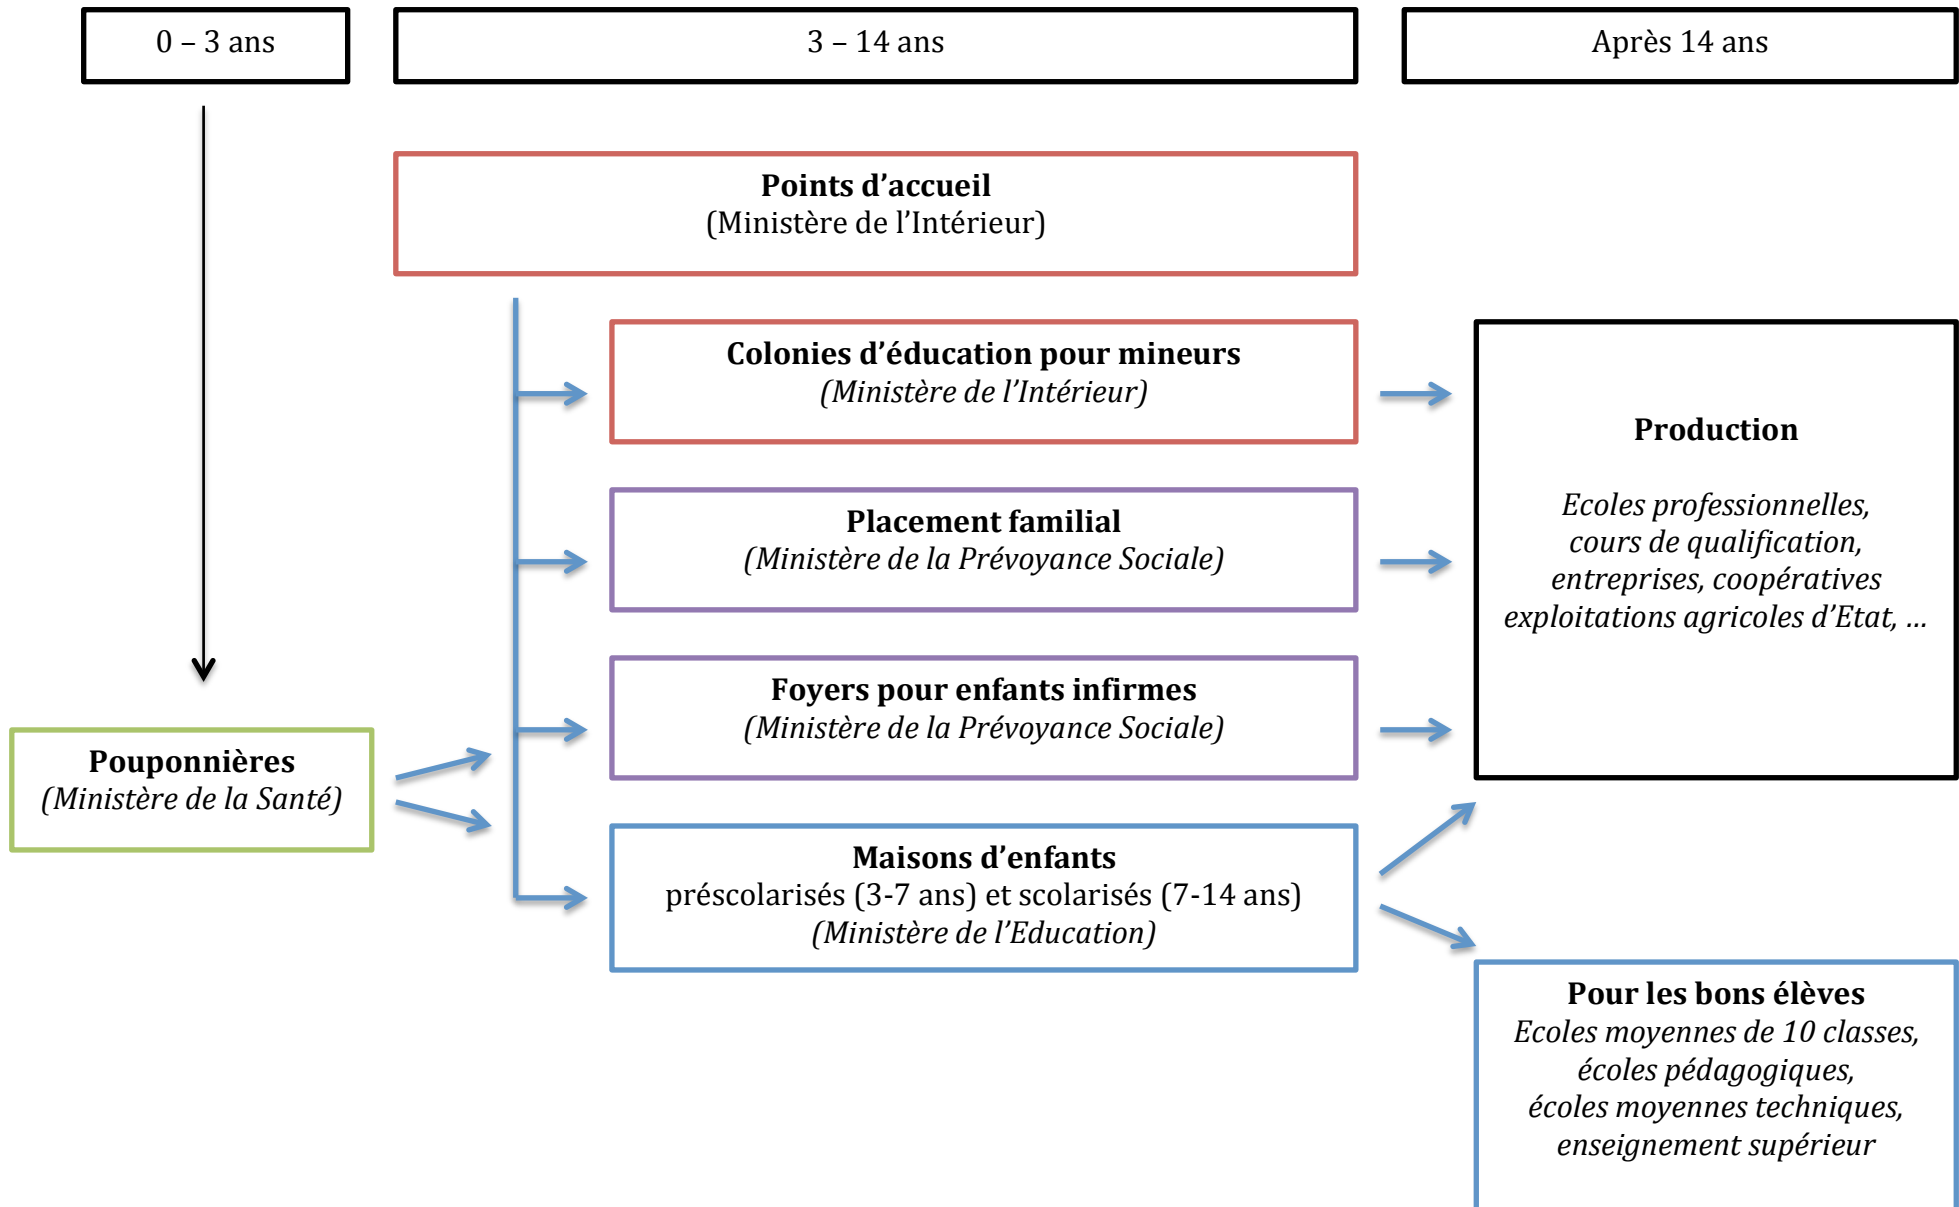 0 – 3 ans
3 – 14 ans
Après 14 ans
Points d’accueil
(Ministère de l’Intérieur)
Colonies d’éducation pour mineurs
(Ministère de l’Intérieur)
Placement familial
(Ministère de la Prévoyance Sociale)
Foyers pour enfants infirmes
(Ministère de la Prévoyance Sociale)
Pouponnières
(Ministère de la Santé)
Maisons d’enfants
préscolarisés (3-7 ans) et scolarisés (7-14 ans)
(Ministère de l’Education)
Production
Ecoles professionnelles,
cours de qualification,
entreprises, coopératives
exploitations agricoles d’Etat, …
Pour les bons élèves
Ecoles moyennes de 10 classes,
écoles pédagogiques,
écoles moyennes techniques,
enseignement supérieur